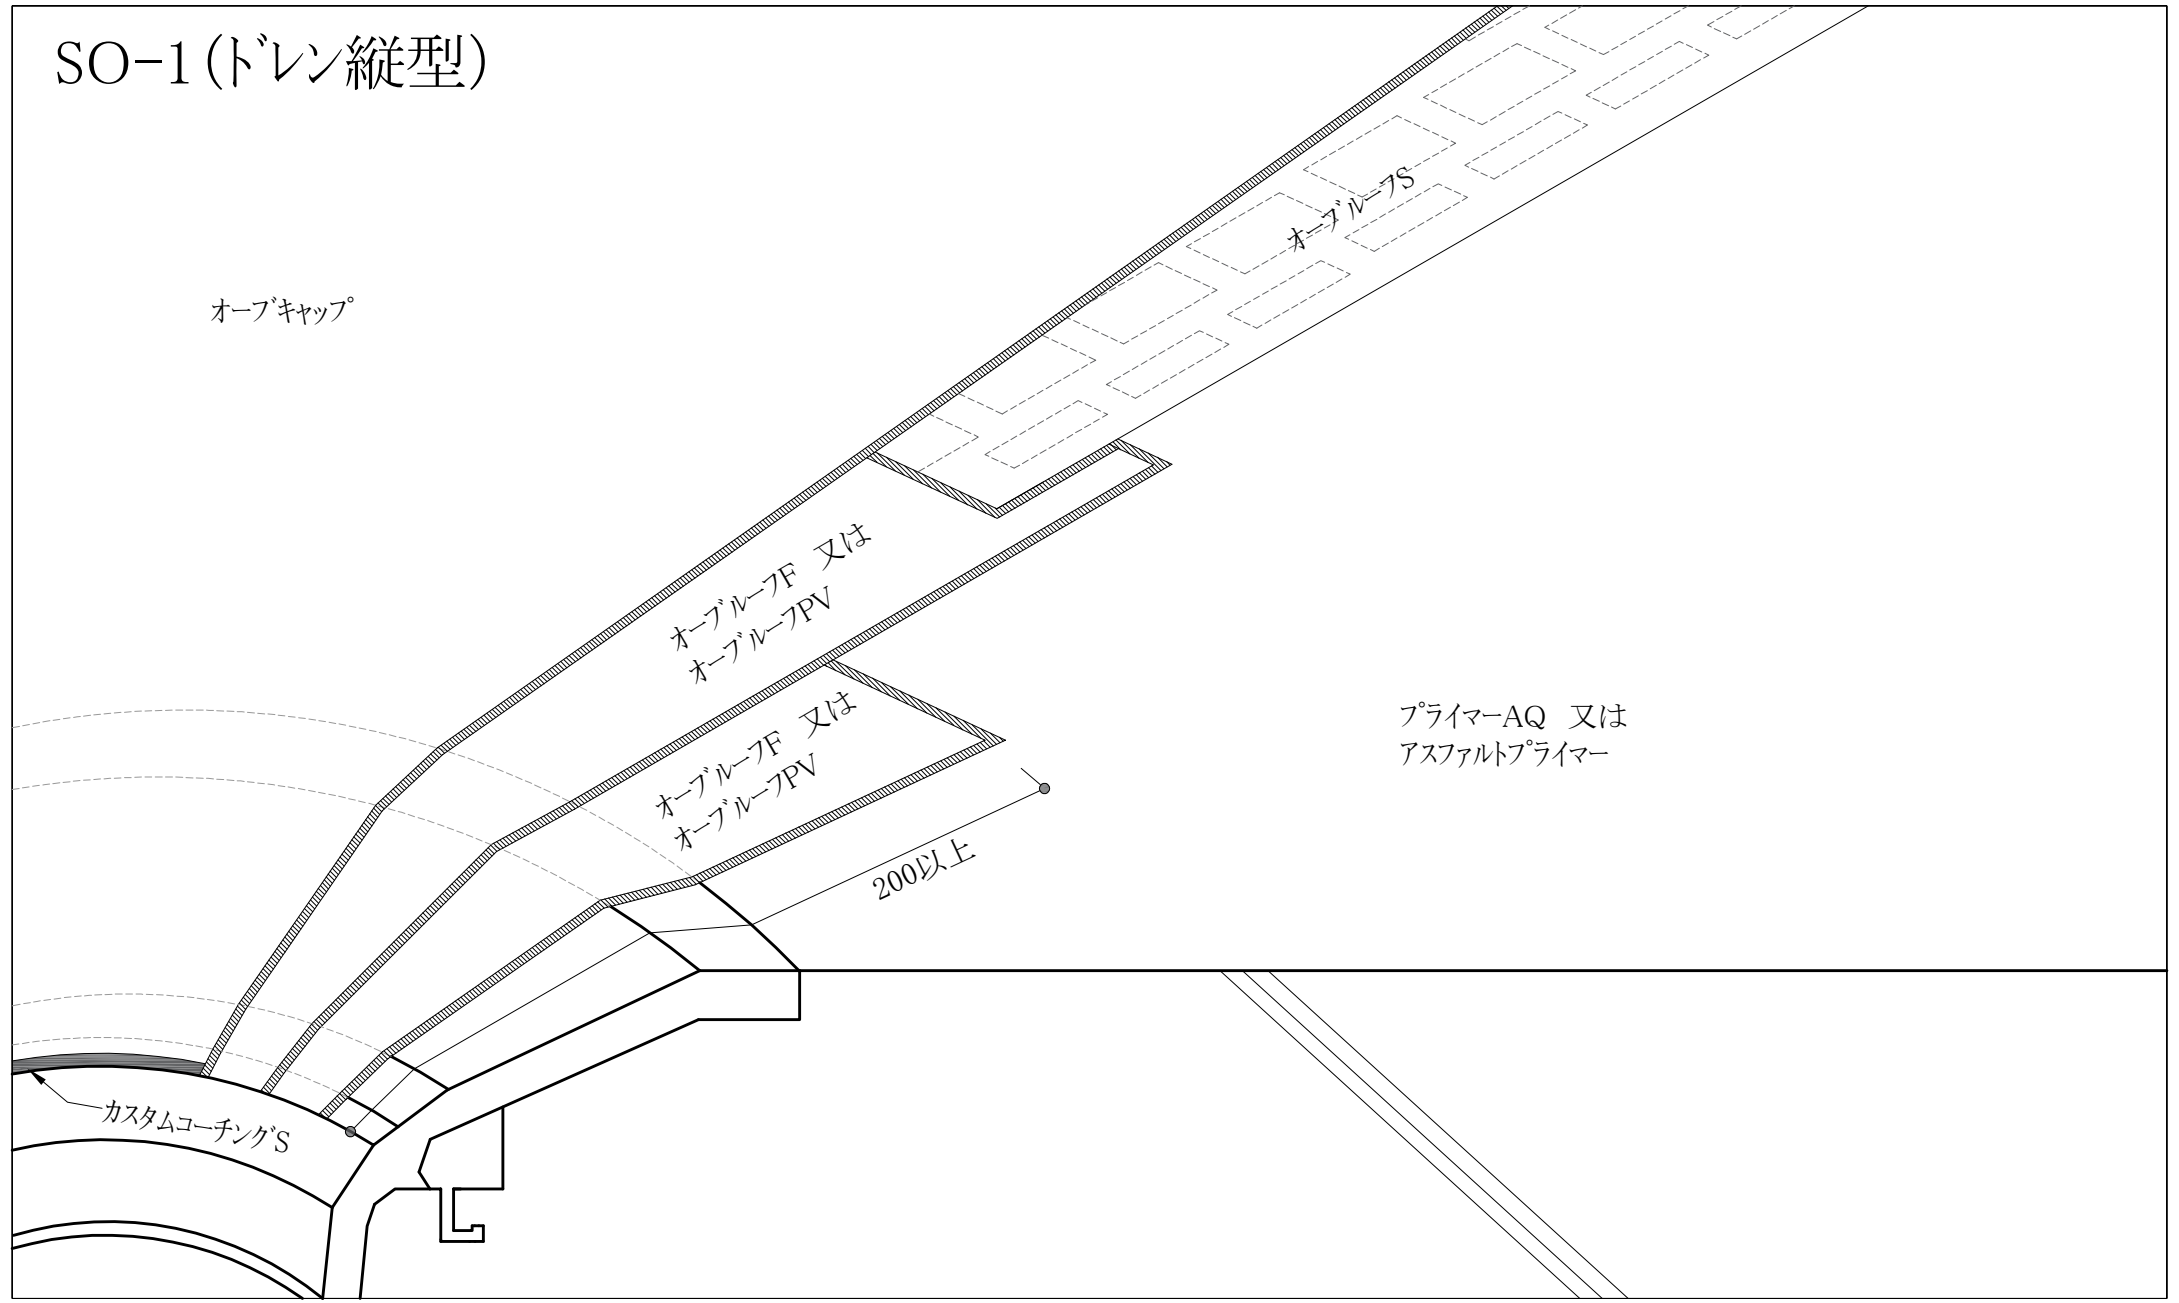 SO-1(ドレン縦型)
オーブルーフS
オーブキャップ
オーブルーフF 又は
オーブルーフPV
オーブルーフF 又は
オーブルーフPV
プライマーAQ 又は
アスファルトプライマー
200以上
カスタムコーチングS